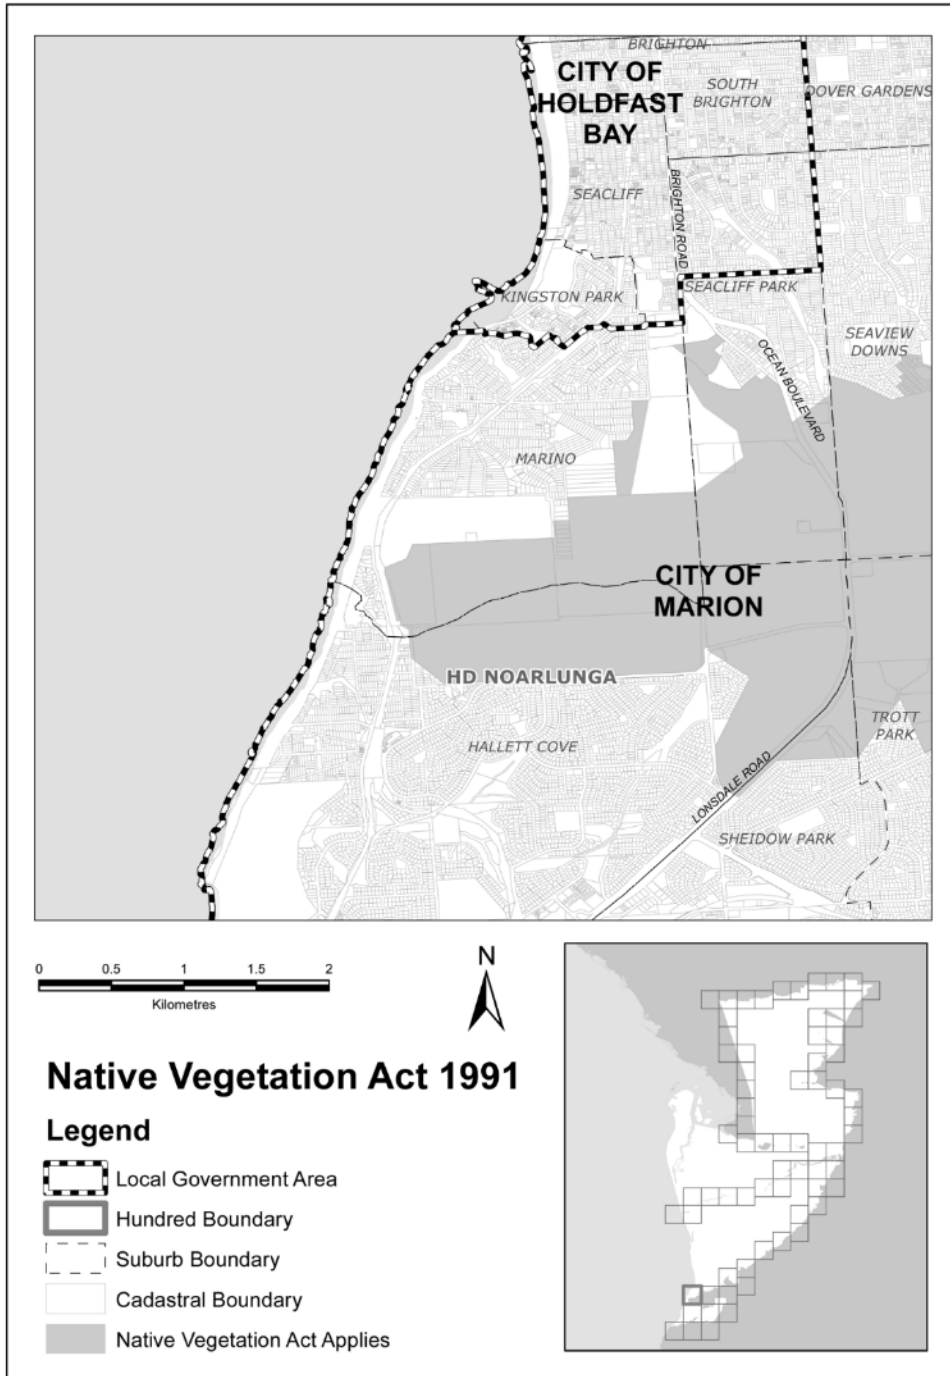 BRIGHTON
CITY OF
HOLDFAST
BAY
SOUTH
BRIGHTON
DOVER GARDENS
SEACLIFF
BRIGHTON ROAD
KINGSTON PARK
SEACLIFF PARK
SEAVIEW
DOWNS
OCEAN BOULEVARD
MARINO
CITY OF
MARION
HD NOARLUNGA
HALLETT COVE
TROTT
PARK
LONSDALE ROAD
SHEIDOW PARK
0 0.5 1 1.5 2
Kilometres
N
Native Vegetation Act 1991
Legend
Local Government Area
Hundred Boundary
Suburb Boundary
Cadastral Boundary
Native Vegetation Act Applies